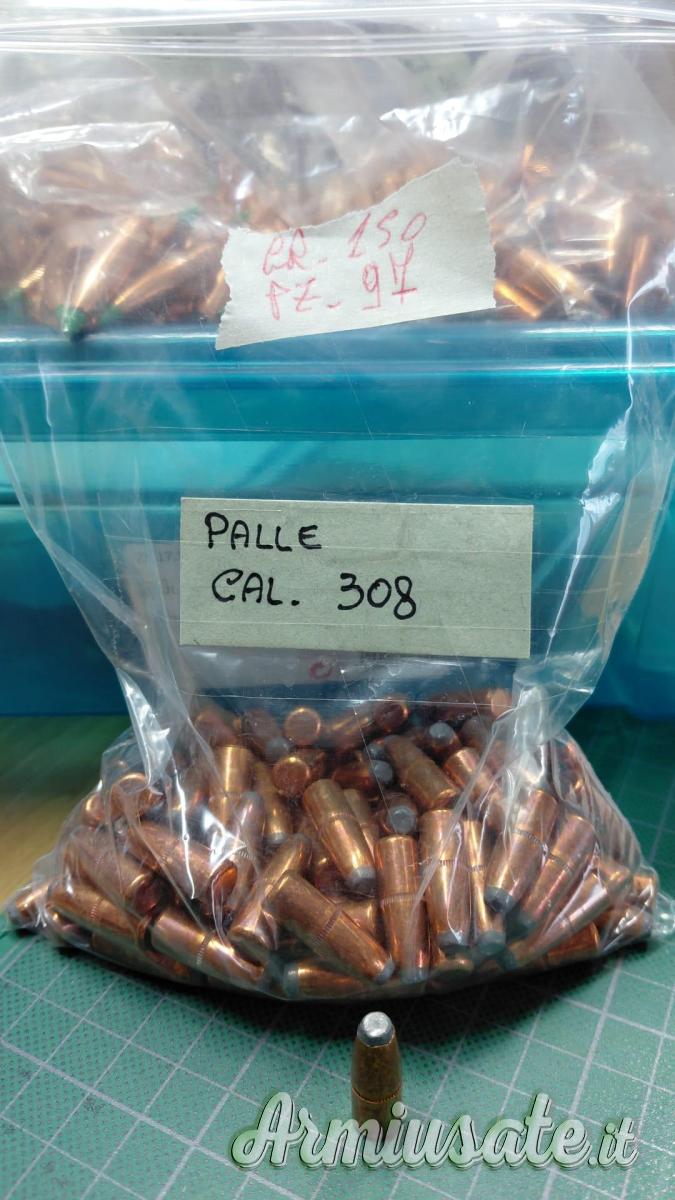 GR. 150
PZ. 97
PALLE
CAL. 308
Armiusate.it